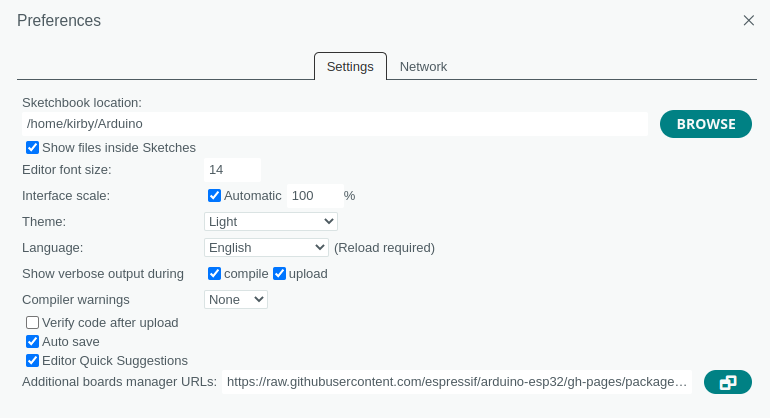 Preferences
Settings Network
Sketchbook location:
/home/kirby/Arduino BROWSE
Show files inside Sketches
Editor font size: 14
Interface scale: Automatic 100 %
Theme: Light
Language: English (Reload required)
Show verbose output during compile upload
Compiler warnings None
Verify code after upload
Auto save
Editor Quick Suggestions
Additional boards manager URLs: https://raw.githubusercontent.com/espressif/arduino-esp32/gh-pages/package…